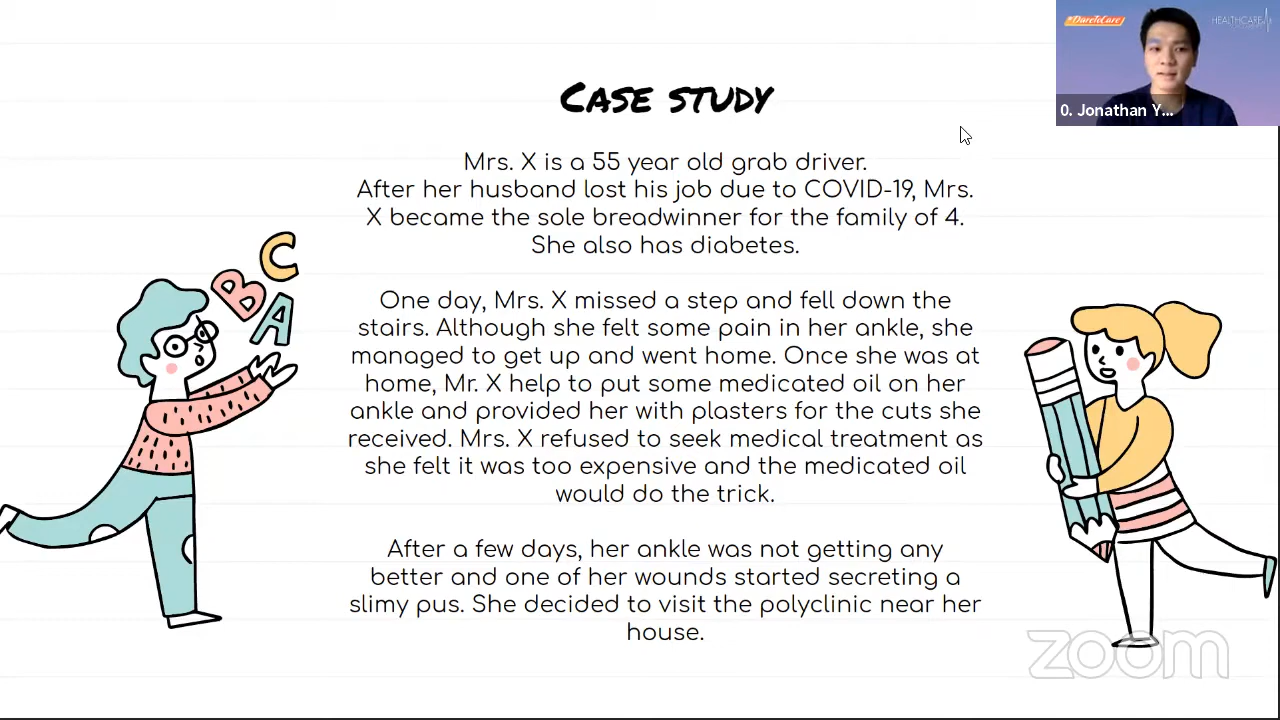 #DareToCare
HEALTHCARE
0. Jonathan Y...
CASE STUDY
Mrs. X is a 55 year old grab driver.
After her husband lost his job due to COVID-19, Mrs.
X became the sole breadwinner for the family of 4.
She also has diabetes.
One day, Mrs. X missed a step and fell down the
stairs. Although she felt some pain in her ankle, she
managed to get up and went home. Once she was at
home, Mr. X help to put some medicated oil on her
ankle and provided her with plasters for the cuts she
received. Mrs. X refused to seek medical treatment as
she felt it was too expensive and the medicated oil
would do the trick.
After a few days, her ankle was not getting any
better and one of her wounds started secreting a
slimy pus. She decided to visit the polyclinic near her
house.
B
C
A
zoom